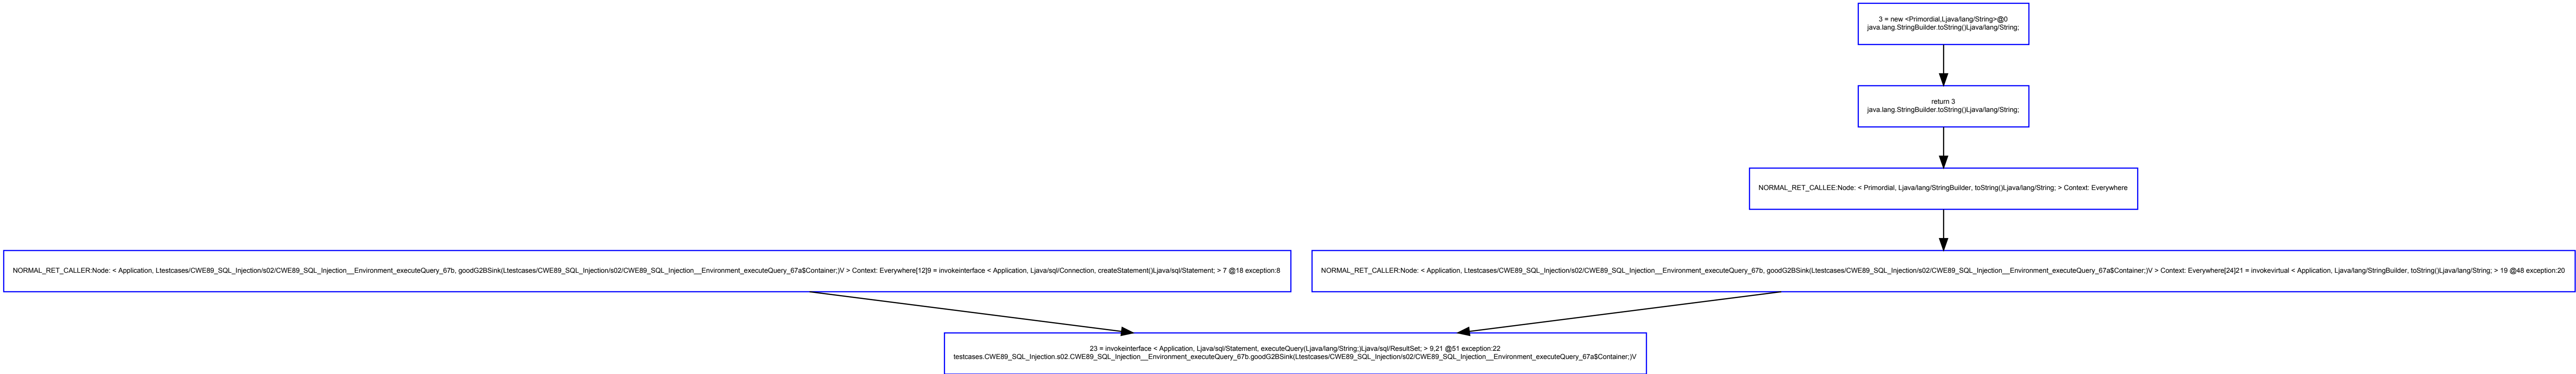 3 = new <Primordial,Ljava/lang/String>@0
java.lang.StringBuilder.toString()Ljava/lang/String;
return 3
java.lang.StringBuilder.toString()Ljava/lang/String;
NORMAL_RET_CALLEE:Node: < Primordial, Ljava/lang/StringBuilder, toString()Ljava/lang/String; > Context: Everywhere
NORMAL_RET_CALLER:Node: < Application, Ltestcases/CWE89_SQL_Injection/s02/CWE89_SQL_Injection__Environment_executeQuery_67b, goodG2BSink(Ltestcases/CWE89_SQL_Injection/s02/CWE89_SQL_Injection__Environment_executeQuery_67a$Container;)V > Context: Everywhere[12]9 = invokeinterface < Application, Ljava/sql/Connection, createStatement()Ljava/sql/Statement; > 7 @18 exception:8
NORMAL_RET_CALLER:Node: < Application, Ltestcases/CWE89_SQL_Injection/s02/CWE89_SQL_Injection__Environment_executeQuery_67b, goodG2BSink(Ltestcases/CWE89_SQL_Injection/s02/CWE89_SQL_Injection__Environment_executeQuery_67a$Container;)V > Context: Everywhere[24]21 = invokevirtual < Application, Ljava/lang/StringBuilder, toString()Ljava/lang/String; > 19 @48 exception:20
23 = invokeinterface < Application, Ljava/sql/Statement, executeQuery(Ljava/lang/String;)Ljava/sql/ResultSet; > 9,21 @51 exception:22
testcases.CWE89_SQL_Injection.s02.CWE89_SQL_Injection__Environment_executeQuery_67b.goodG2BSink(Ltestcases/CWE89_SQL_Injection/s02/CWE89_SQL_Injection__Environment_executeQuery_67a$Container;)V